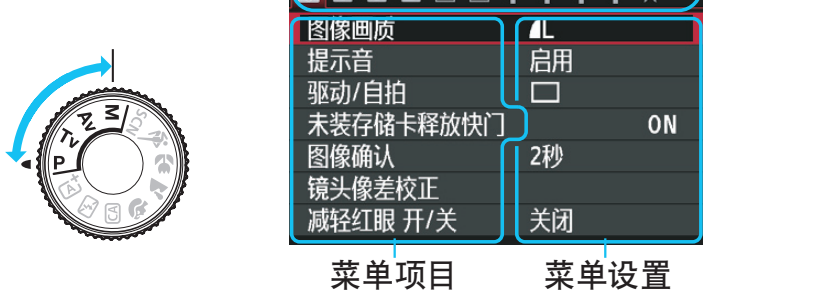 图像画质 L
提示音 启用
驱动/自拍
未装存储卡释放快门 ON
图像确认 2秒
镜头像差校正
减轻红眼 开/关 关闭
菜单项目 菜单设置
M
Av
Tv
P
A+
CA
SCN